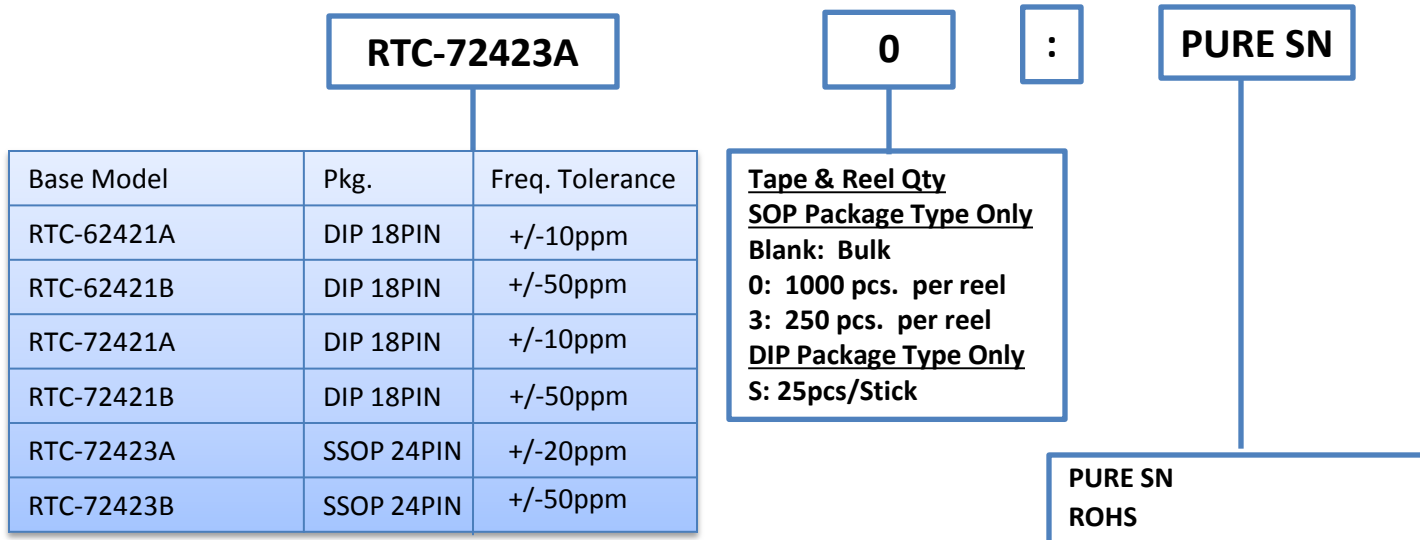 RTC-72423A 0 : PURE SN
Base Model Pkg. Freq. Tolerance
RTC-62421A DIP 18PIN +/-10ppm
RTC-62421B DIP 18PIN +/-50ppm
RTC-72421A DIP 18PIN +/-10ppm
RTC-72421B DIP 18PIN +/-50ppm
RTC-72423A SSOP 24PIN +/-20ppm
RTC-72423B SSOP 24PIN +/-50ppm
Tape & Reel Qty
SOP Package Type Only
Blank: Bulk
0: 1000 pcs. per reel
3: 250 pcs. per reel
DIP Package Type Only
S: 25pcs/Stick
PURE SN
ROHS